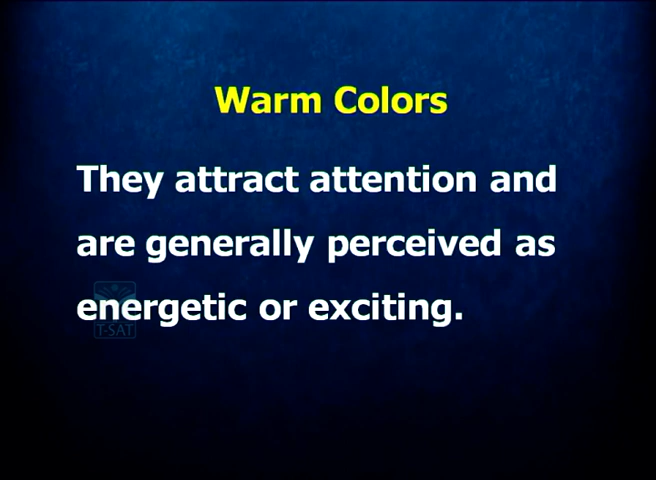 Warm Colors
They attract attention and
are generally perceived as
energetic or exciting.
T-SAT